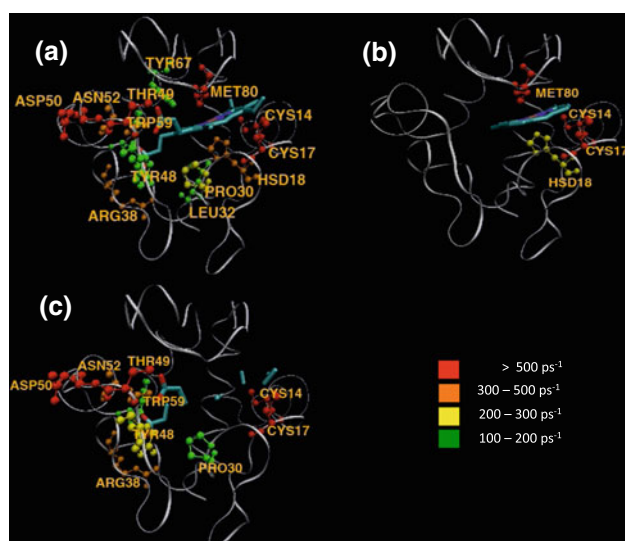 (a)
TYR67
ASP50
ASN52
THR49
MET80
TRP59
CYS14
CYS17
TYR48
PRO30
HSD18
ARG38
LEU32
(b)
MET80
CYS14
CYS17
HSD18
(c)
ASN52
THR49
ASP50
TRP59
CYS14
TYR48
CYS17
PRO30
ARG38
> 500 ps⁻¹
300 – 500 ps⁻¹
200 – 300 ps⁻¹
100 – 200 ps⁻¹